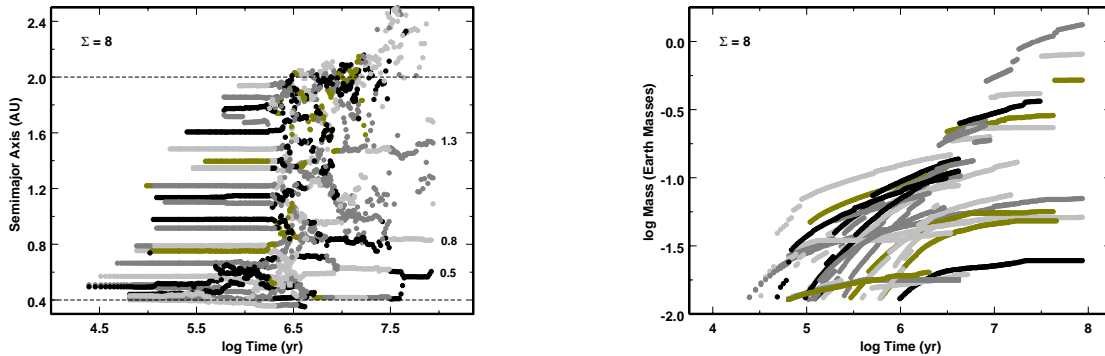 2.4
2.0
1.6
1.2
0.8
0.4
Semimajor Axis (AU)
Σ = 8
1.3
0.8
0.5
4.5 5.5 6.5 7.5
log Time (yr)
0.0
-0.5
-1.0
-1.5
-2.0
log Mass (Earth Masses)
Σ = 8
4 5 6 7 8
log Time (yr)